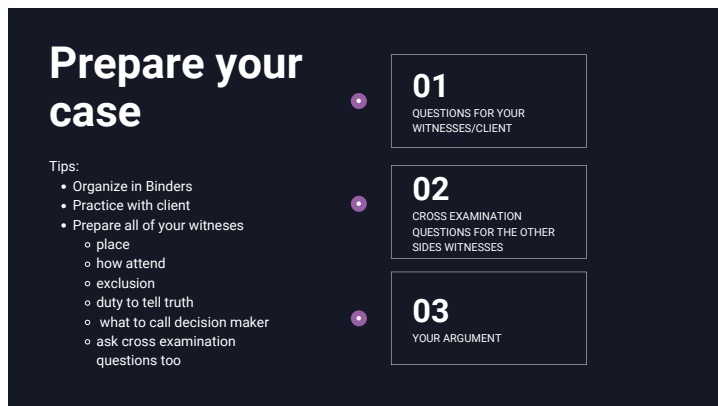 Prepare your
case
Tips:
• Organize in Binders
• Practice with client
• Prepare all of your witneses
◦ place
◦ how attend
◦ exclusion
◦ duty to tell truth
◦ what to call decision maker
◦ ask cross examination
questions too
01
QUESTIONS FOR YOUR
WITNESSES/CLIENT
02
CROSS EXAMINATION
QUESTIONS FOR THE OTHER
SIDES WITNESSES
03
YOUR ARGUMENT